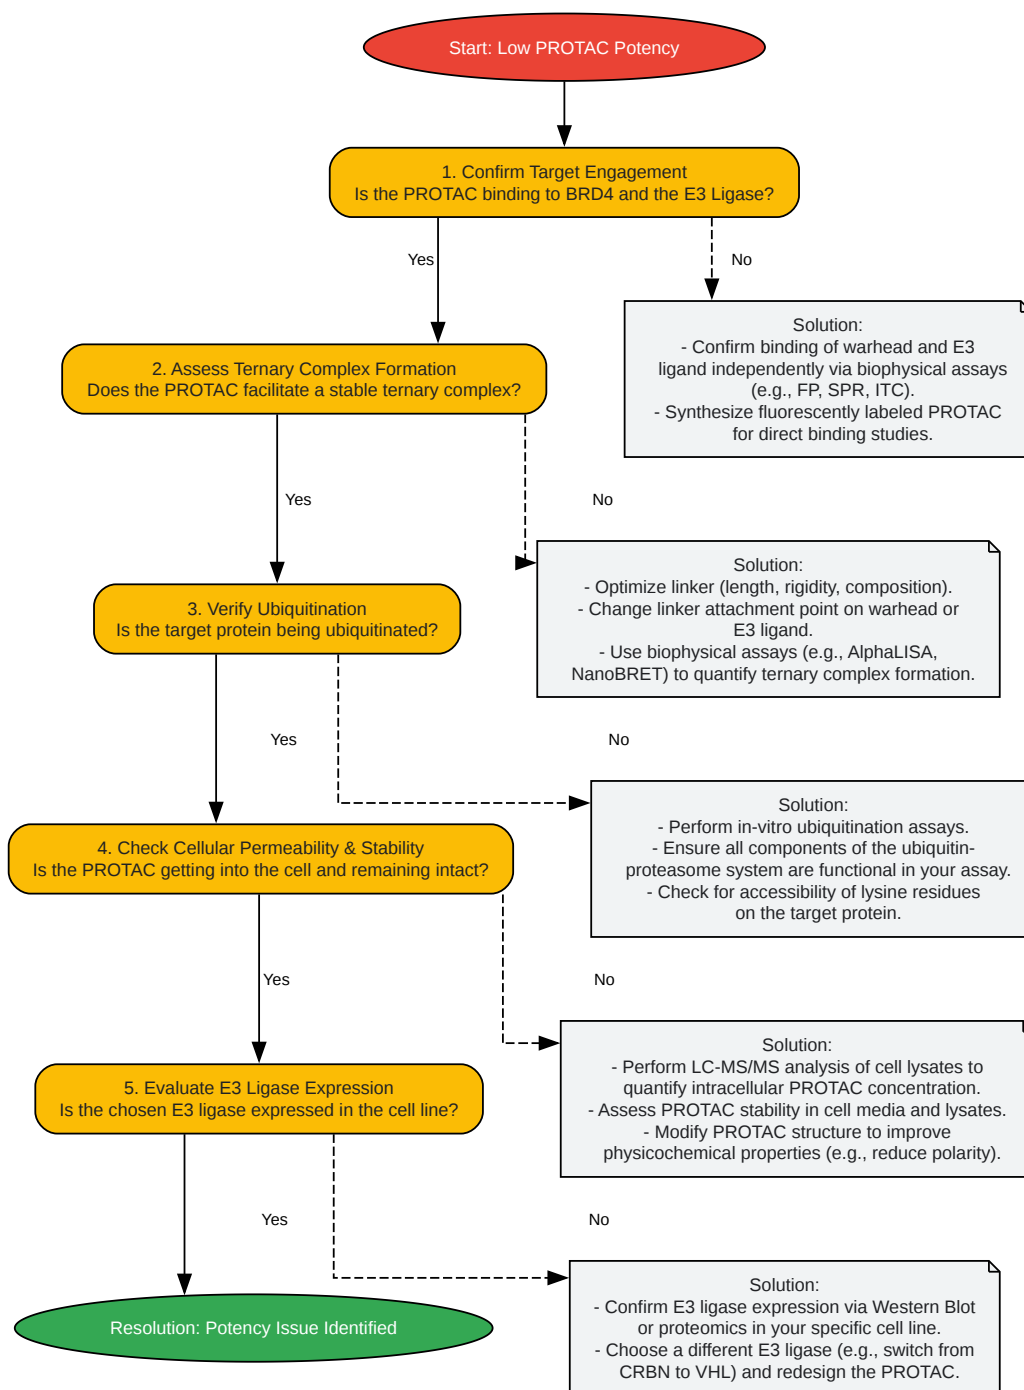 Start: Low PROTAC Potency
1. Confirm Target Engagement
Is the PROTAC binding to BRD4 and the E3 Ligase?
Yes
No
Solution:
- Confirm binding of warhead and E3
ligand independently via biophysical assays
(e.g., FP, SPR, ITC).
- Synthesize fluorescently labeled PROTAC
for direct binding studies.
2. Assess Ternary Complex Formation
Does the PROTAC facilitate a stable ternary complex?
Yes
No
Solution:
- Optimize linker (length, rigidity, composition).
- Change linker attachment point on warhead or
E3 ligand.
- Use biophysical assays (e.g., AlphaLISA,
NanoBRET) to quantify ternary complex formation.
3. Verify Ubiquitination
Is the target protein being ubiquitinated?
Yes
No
Solution:
- Perform in-vitro ubiquitination assays.
- Ensure all components of the ubiquitin-
proteasome system are functional in your assay.
- Check for accessibility of lysine residues
on the target protein.
4. Check Cellular Permeability & Stability
Is the PROTAC getting into the cell and remaining intact?
Yes
No
Solution:
- Perform LC-MS/MS analysis of cell lysates to
quantify intracellular PROTAC concentration.
- Assess PROTAC stability in cell media and lysates.
- Modify PROTAC structure to improve
physicochemical properties (e.g., reduce polarity).
5. Evaluate E3 Ligase Expression
Is the chosen E3 ligase expressed in the cell line?
Yes
No
Solution:
- Confirm E3 ligase expression via Western Blot
or proteomics in your specific cell line.
- Choose a different E3 ligase (e.g., switch from
CRBN to VHL) and redesign the PROTAC.
Resolution: Potency Issue Identified